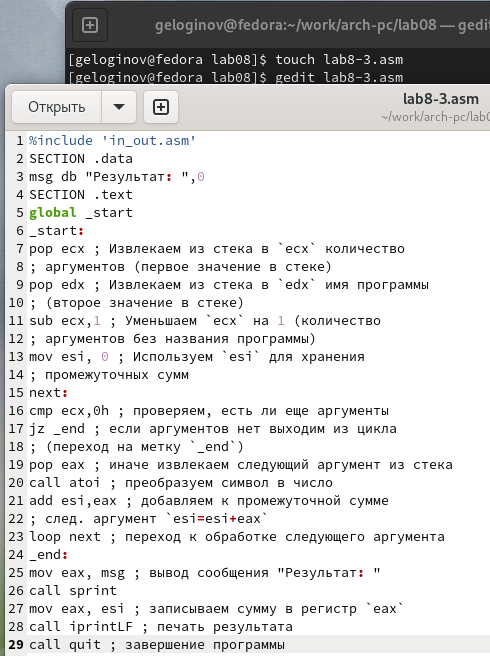 geloginov@fedora:~/work/arch-pc/lab08 — gedi
[geloginov@fedora lab08]$ touch lab8-3.asm
[geloginov@fedora lab08]$ gedit lab8-3.asm
Открыть
lab8-3.asm
~/work/arch-pc/lab0
1 %include 'in_out.asm'
2 SECTION .data
3 msg db "Результат: ",0
4 SECTION .text
5 global _start
6 _start:
7 pop ecx ; Извлекаем из стека в `ecx` количество
8 ; аргументов (первое значение в стеке)
9 pop edx ; Извлекаем из стека в `edx` имя программы
10 ; (второе значение в стеке)
11 sub ecx,1 ; Уменьшаем `ecx` на 1 (количество
12 ; аргументов без названия программы)
13 mov esi, 0 ; Используем `esi` для хранения
14 ; промежуточных сумм
15 next:
16 cmp ecx,0h ; проверяем, есть ли еще аргументы
17 jz _end ; если аргументов нет выходим из цикла
18 ; (переход на метку `_end`)
19 pop eax ; иначе извлекаем следующий аргумент из стека
20 call atoi ; преобразуем символ в число
21 add esi,eax ; добавляем к промежуточной сумме
22 ; след. аргумент `esi=esi+eax`
23 loop next ; переход к обработке следующего аргумента
24 _end:
25 mov eax, msg ; вывод сообщения "Результат: "
26 call sprint
27 mov eax, esi ; записываем сумму в регистр `eax`
28 call iprintLF ; печать результата
29 call quit ; завершение программы